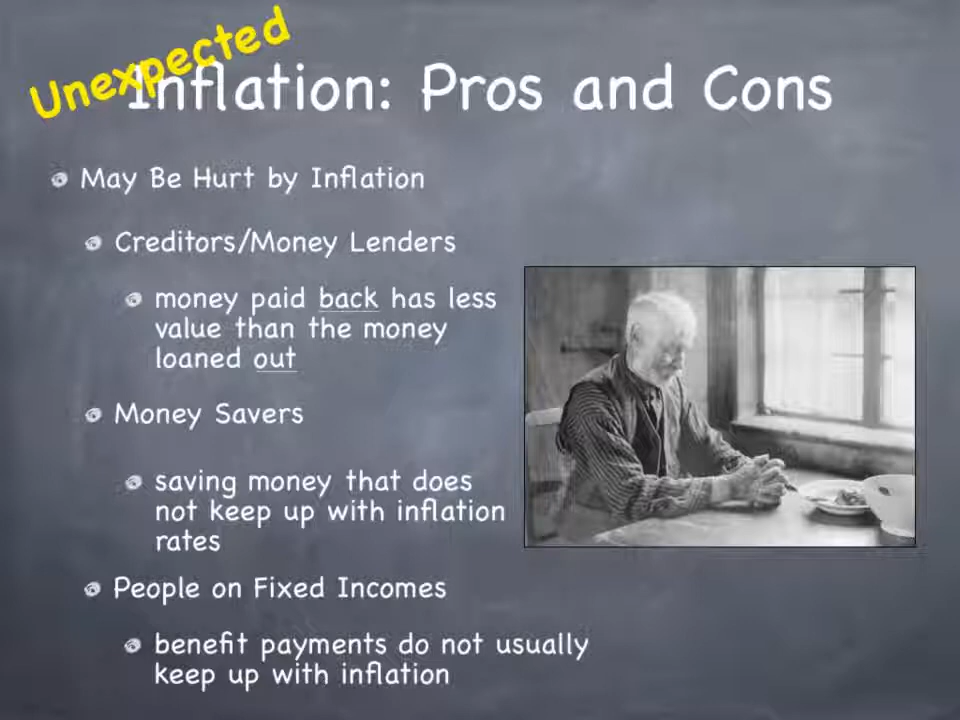 Unexpected
Inflation: Pros and Cons
May Be Hurt by Inflation
Creditors/Money Lenders
money paid back has less
value than the money
loaned out
Money Savers
saving money that does
not keep up with inflation
rates
People on Fixed Incomes
benefit payments do not usually
keep up with inflation